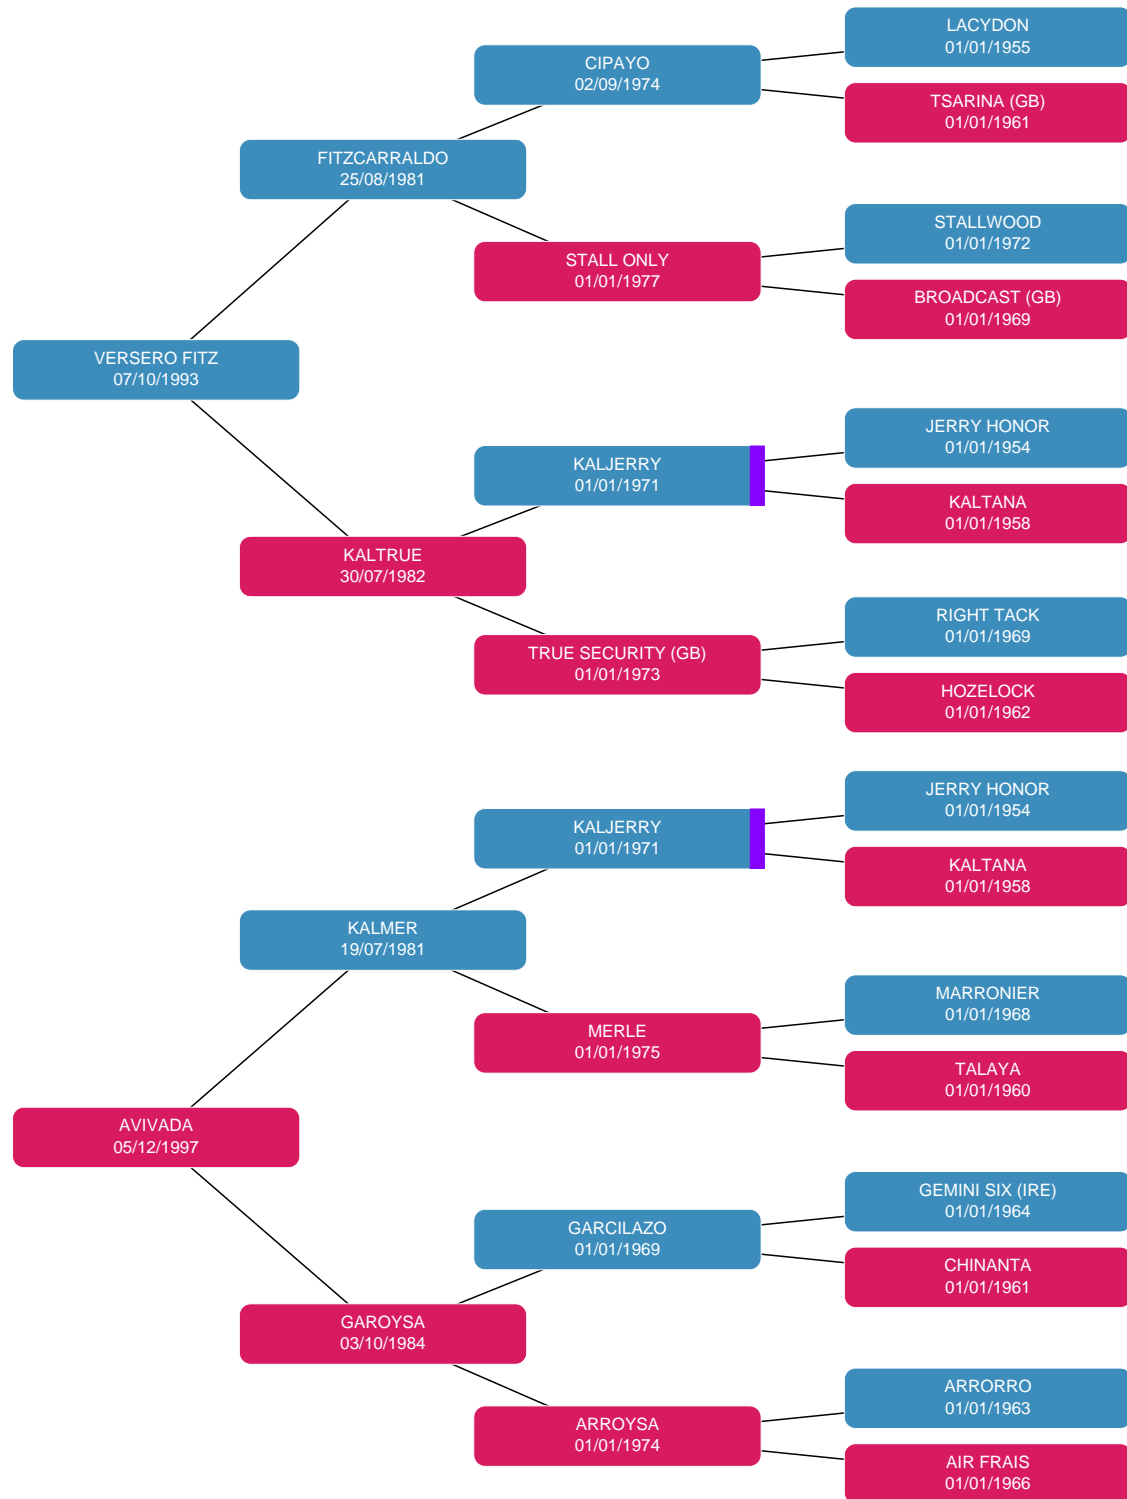 LACYDON
01/01/1955
CIPAYO
02/09/1974
TSARINA (GB)
01/01/1961
FITZCARRALDO
25/08/1981
STALLWOOD
01/01/1972
STALL ONLY
01/01/1977
BROADCAST (GB)
01/01/1969
VERSERO FITZ
07/10/1993
JERRY HONOR
01/01/1954
KALJERRY
01/01/1971
KALTANA
01/01/1958
KALTRUE
30/07/1982
RIGHT TACK
01/01/1969
TRUE SECURITY (GB)
01/01/1973
HOZELOCK
01/01/1962
JERRY HONOR
01/01/1954
KALJERRY
01/01/1971
KALTANA
01/01/1958
KALMER
19/07/1981
MARRONIER
01/01/1968
MERLE
01/01/1975
TALAYA
01/01/1960
AVIVADA
05/12/1997
GEMINI SIX (IRE)
01/01/1964
GARCILAZO
01/01/1969
CHINANTA
01/01/1961
GAROYSA
03/10/1984
ARRORRO
01/01/1963
ARROYSA
01/01/1974
AIR FRAIS
01/01/1966